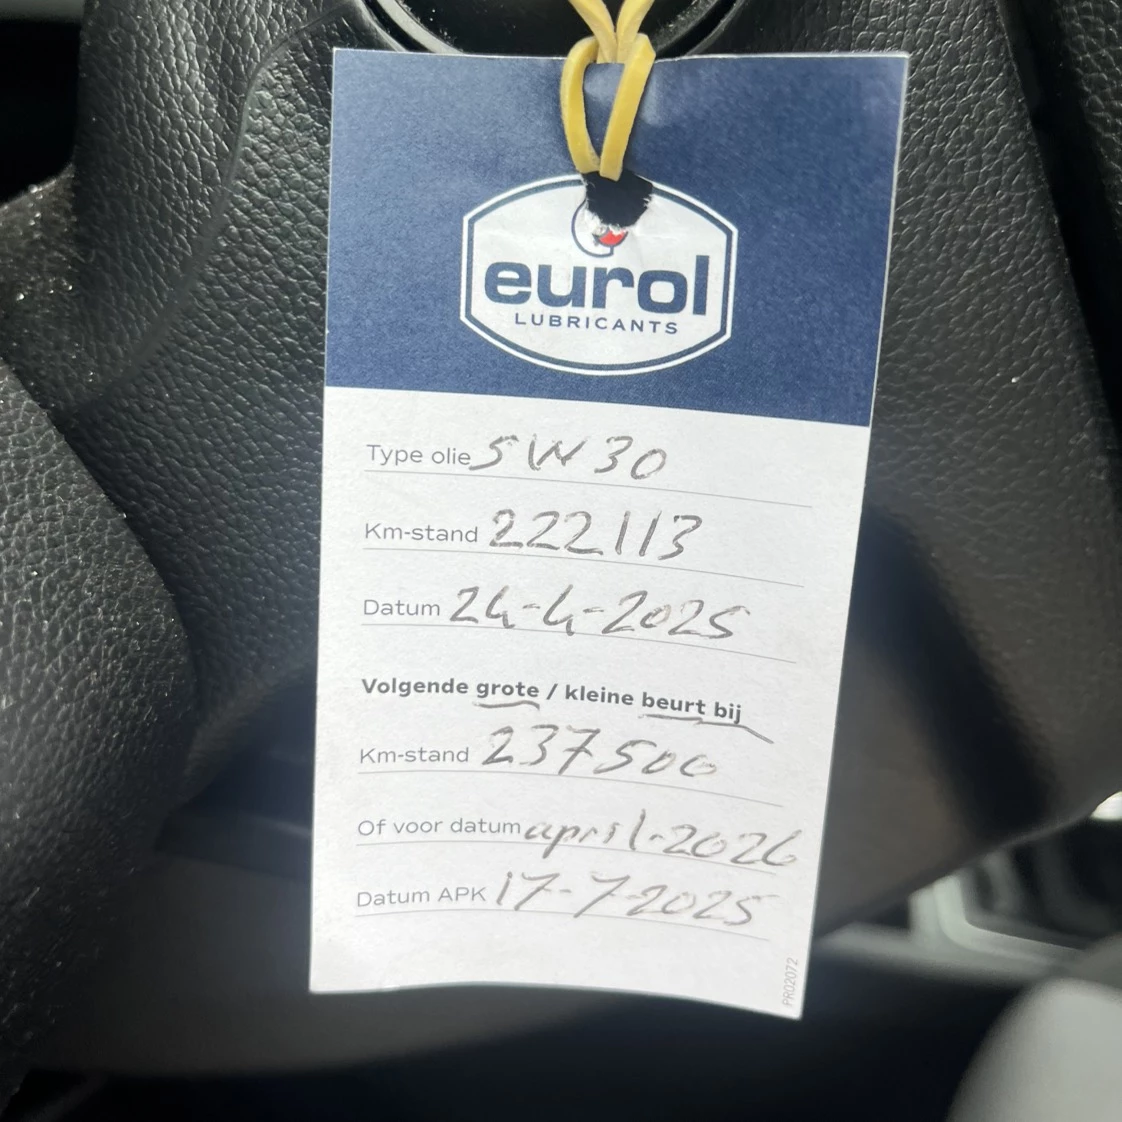 eurol
LUBRICANTS
Type olie 5W30
Km-stand 222113
Datum 24-4-2025
Volgende grote / kleine beurt bij
Km-stand 237500
Of voor datum april-2026
Datum APK 17-7-2025
PR02072